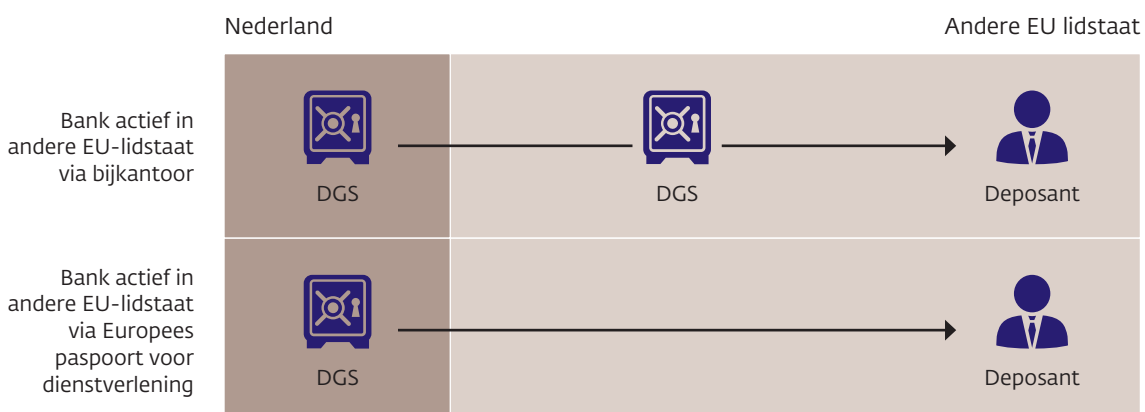 Nederland
Andere EU lidstaat
Bank actief in
andere EU-lidstaat
via bijkantoor
DGS
DGS
Deposant
Bank actief in
andere EU-lidstaat
via Europees
paspoort voor
dienstverlening
DGS
Deposant